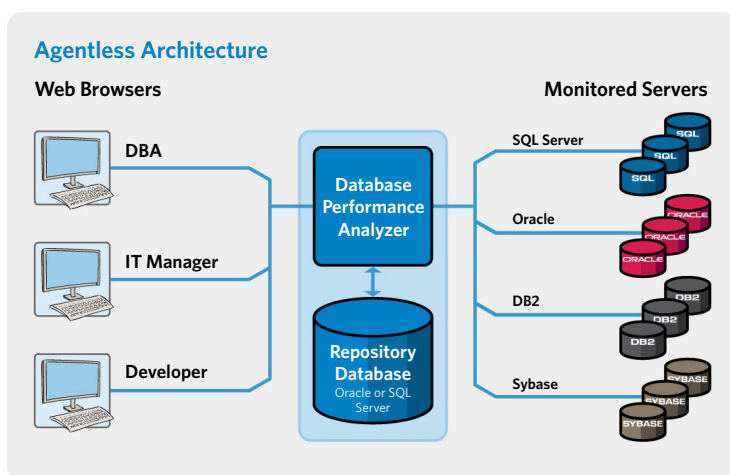 Agentless Architecture
Web Browsers
Monitored Servers
DBA
IT Manager
Developer
Database
Performance
Analyzer
Repository
Database
Oracle or SQL
Server
SQL Server
SQL
SQL
SQL
Oracle
ORACLE
ORACLE
ORACLE
DB2
DB2
DB2
DB2
Sybase
SYBASE
SYBASE
SYBASE